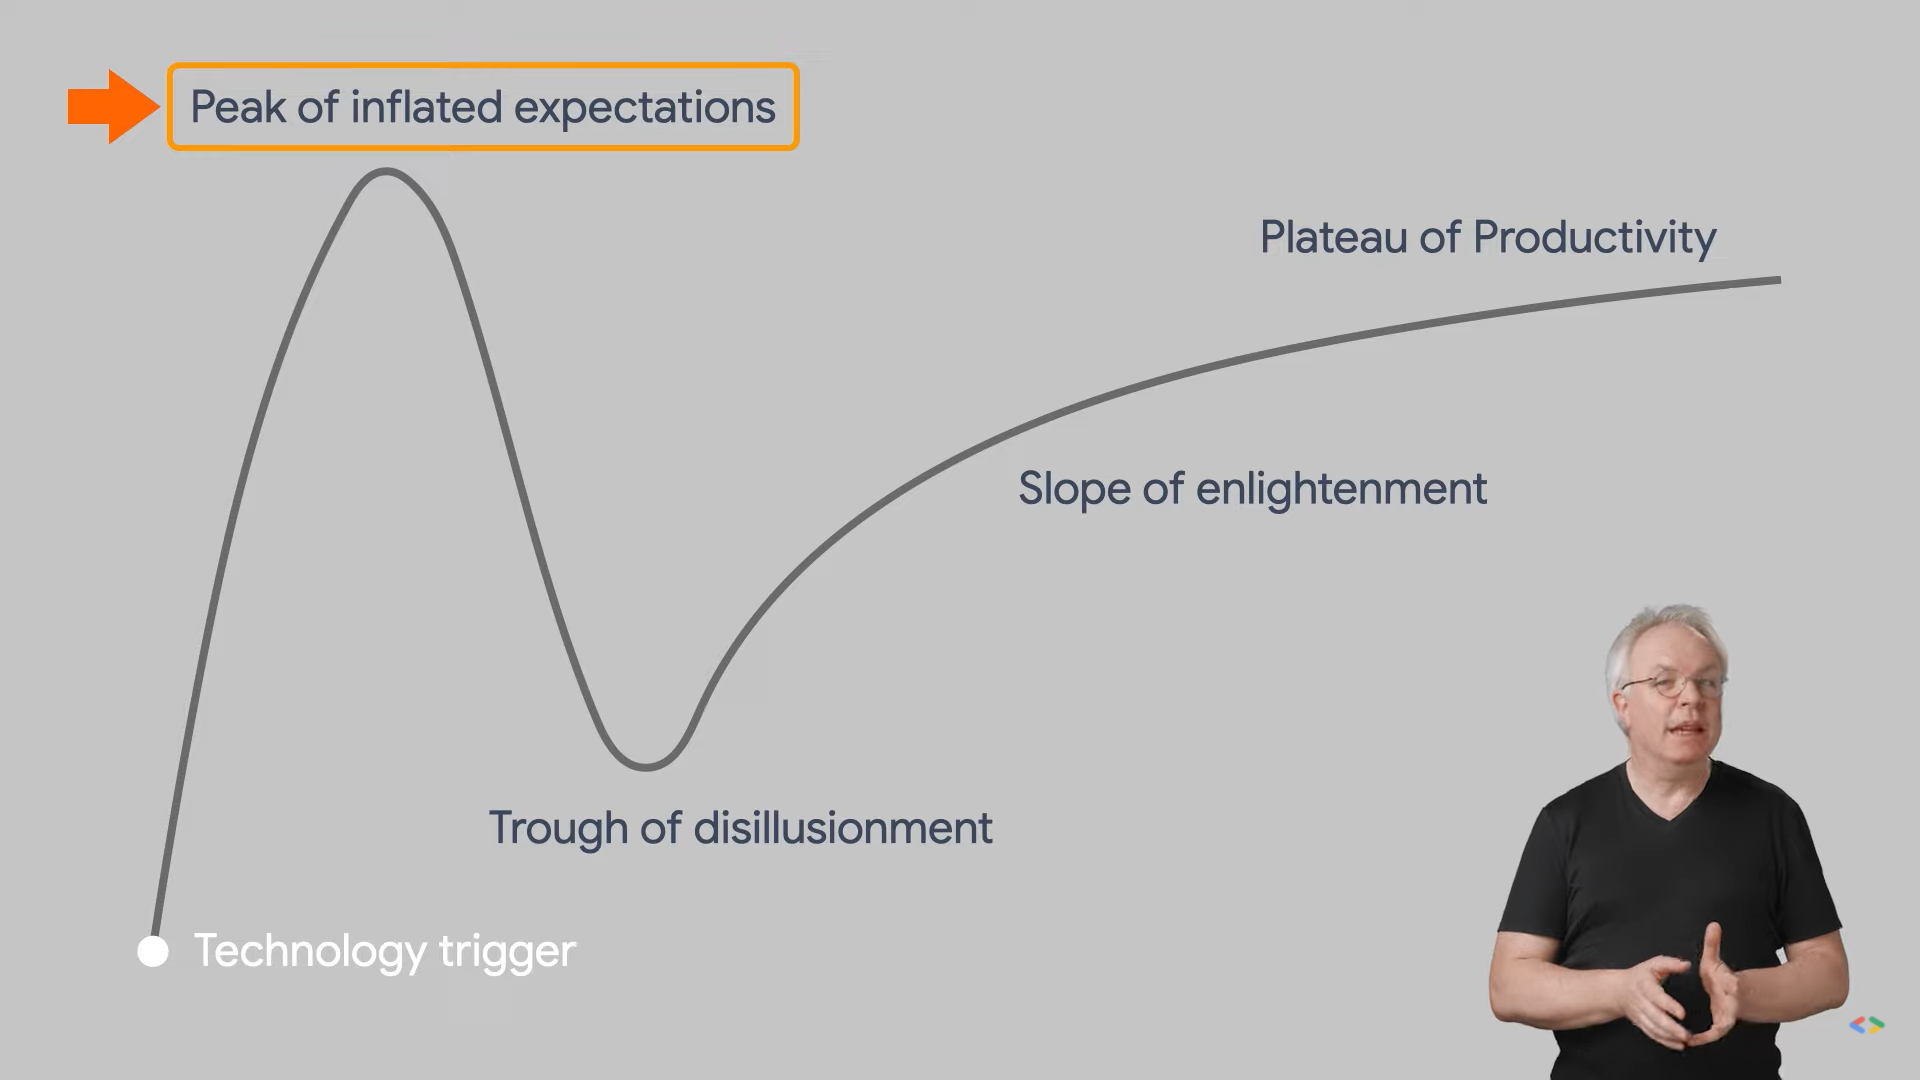 Peak of inflated expectations
Plateau of Productivity
Slope of enlightenment
Trough of disillusionment
Technology trigger